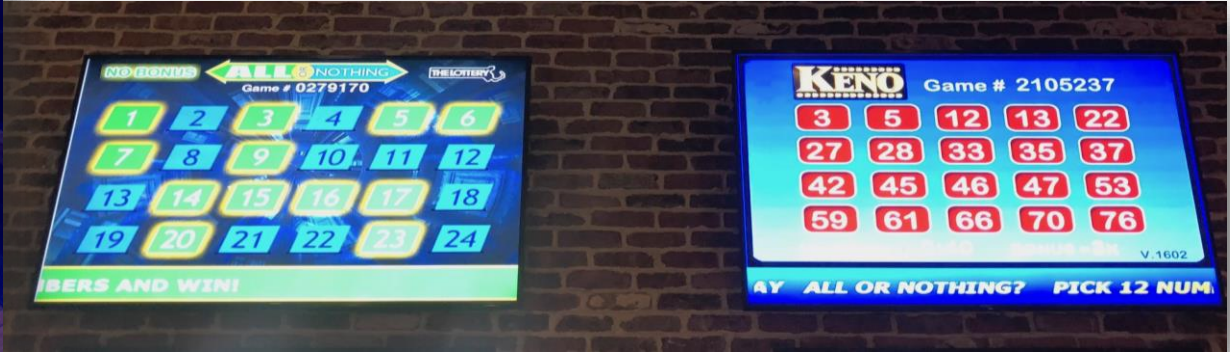 NO BONUS ALL OR NOTHING THE LOTTERY
Game # 0279170
1 2 3 4 5 6
7 8 9 10 11 12
13 14 15 16 17 18
19 20 21 22 23 24
BERS AND WIN!
KENO Game # 2105237
3 5 12 13 22
27 28 33 35 37
42 45 46 47 53
59 61 66 70 76
BONUS=3x
V.1602
AY ALL OR NOTHING? PICK 12 NUM